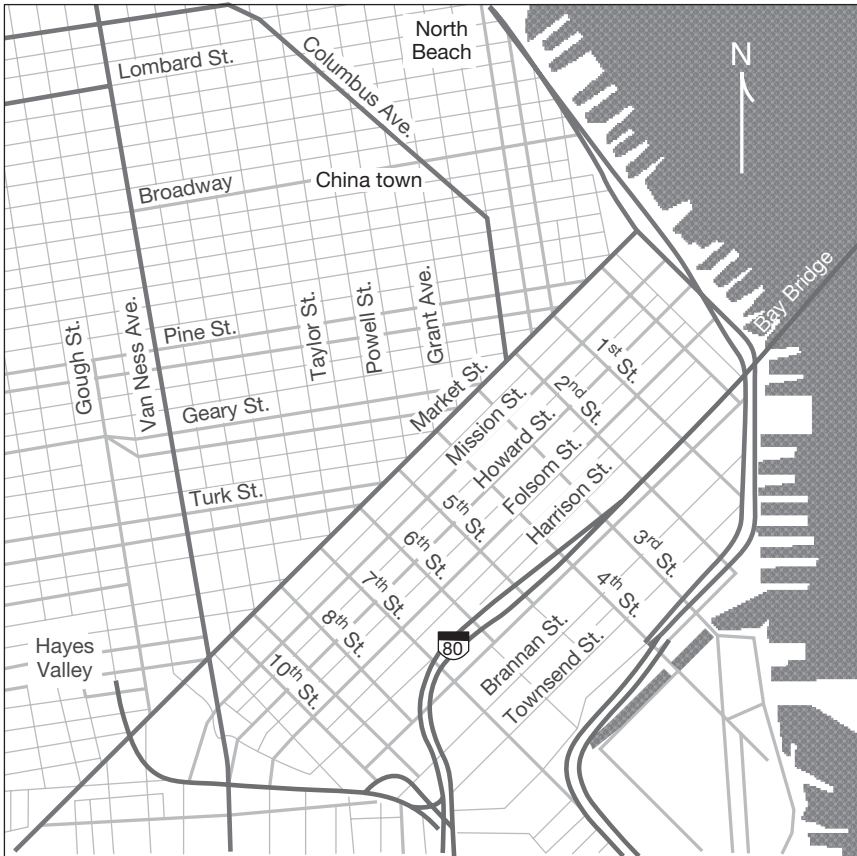 North
Beach
N
Lombard St.
Columbus Ave.
Broadway
China town
Bay Bridge
Gough St.
Van Ness Ave.
Pine St.
Taylor St.
Powell St.
Grant Ave.
Geary St.
Market St.
Turk St.
1st St.
2nd St.
Mission St.
Howard St.
Folsom St.
Harrison St.
5th St.
6th St.
7th St.
8th St.
10th St.
3rd St.
4th St.
Brannan St.
Townsend St.
80
Hayes
Valley